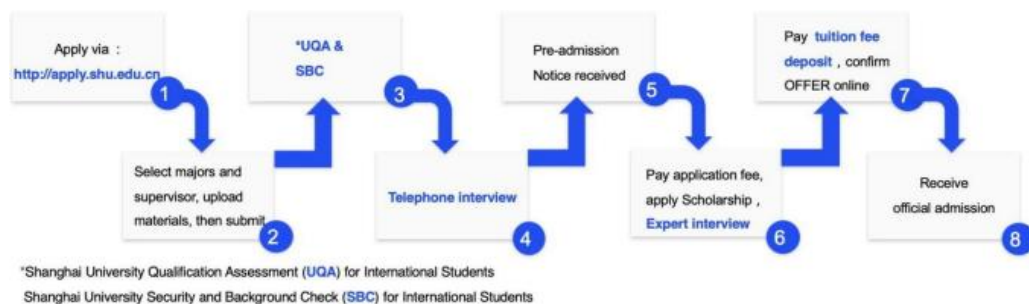 Apply via :
http://apply.shu.edu.cn
1
Select majors and
supervisor, upload
materials, then submit
2
*UQA &
SBC
3
Telephone interview
4
Pre-admission
Notice received
5
Pay application fee,
apply Scholarship ,
Expert interview
6
Pay tuition fee
deposit , confirm
OFFER online
7
Receive
official admission
8
*Shanghai University Qualification Assessment (UQA) for International Students
Shanghai University Security and Background Check (SBC) for International Students